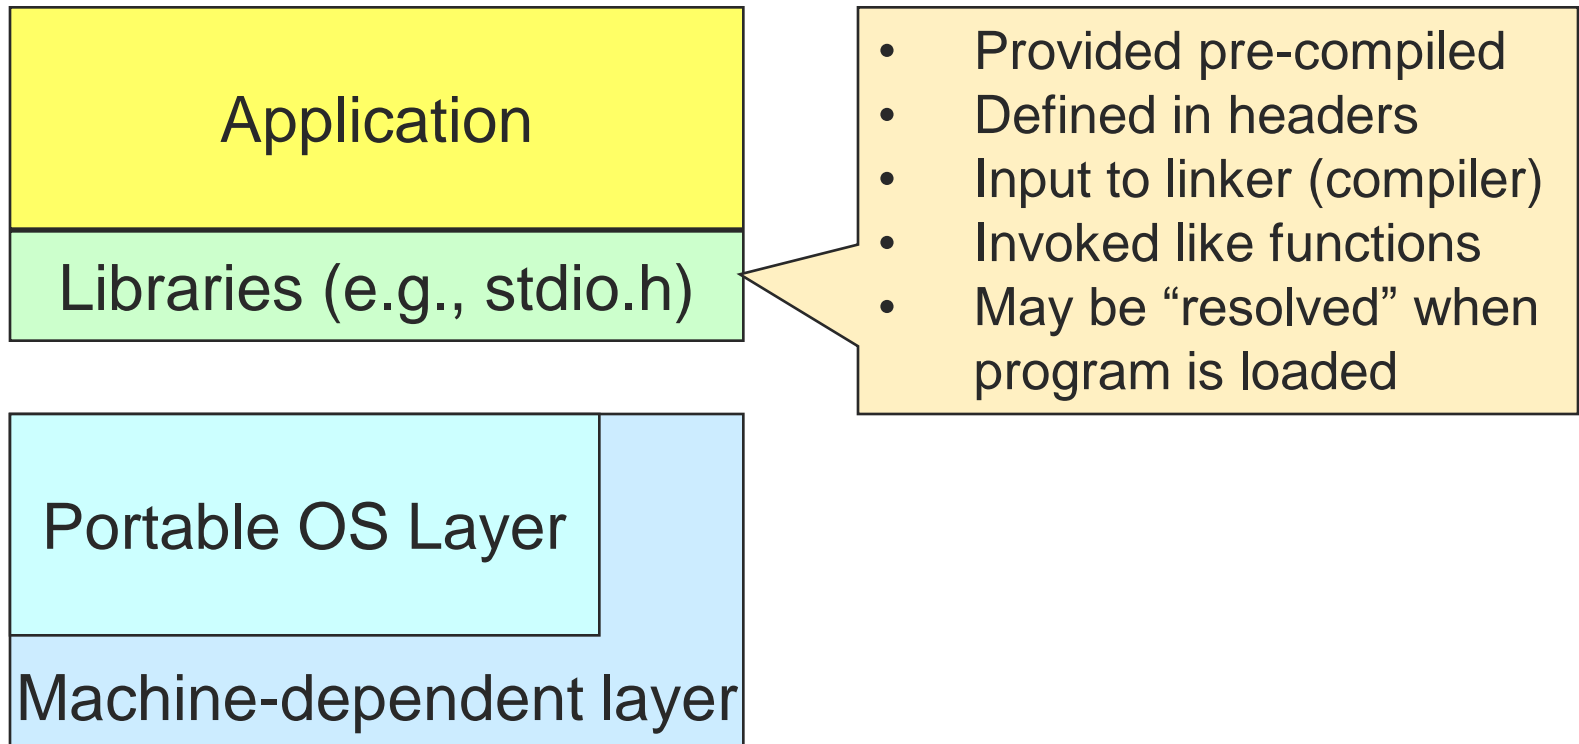 Application
Libraries (e.g., stdio.h)
Portable OS Layer
Machine-dependent layer
• Provided pre-compiled
• Defined in headers
• Input to linker (compiler)
• Invoked like functions
• May be “resolved” when
program is loaded